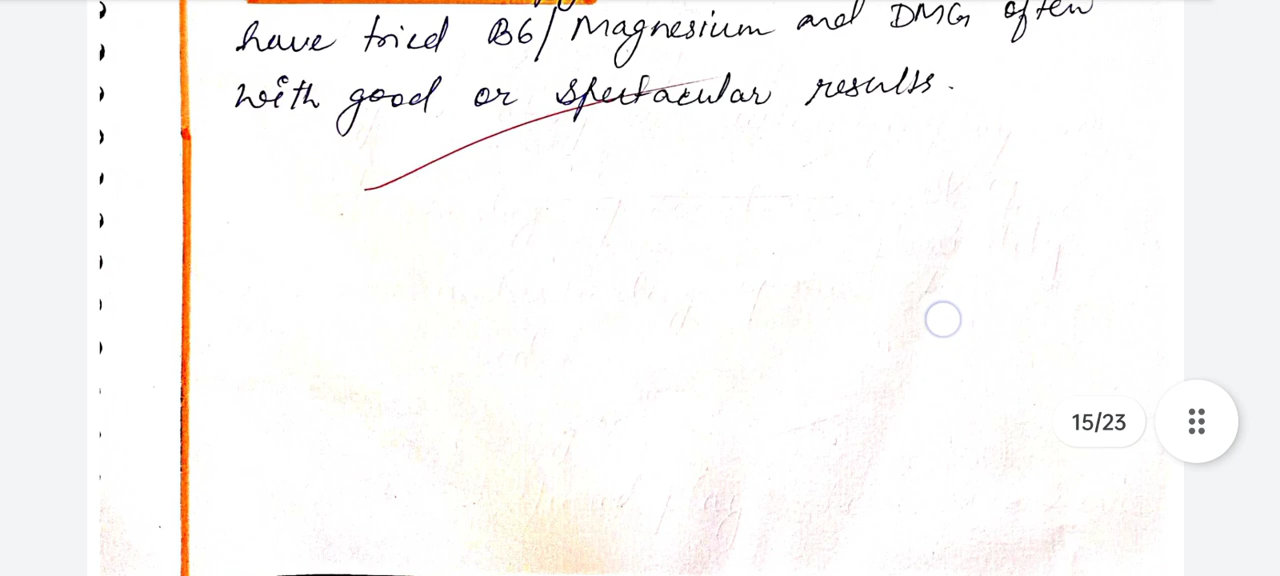 have tried B6/Magnesium and DMG often
with good or spectacular results.
15/23